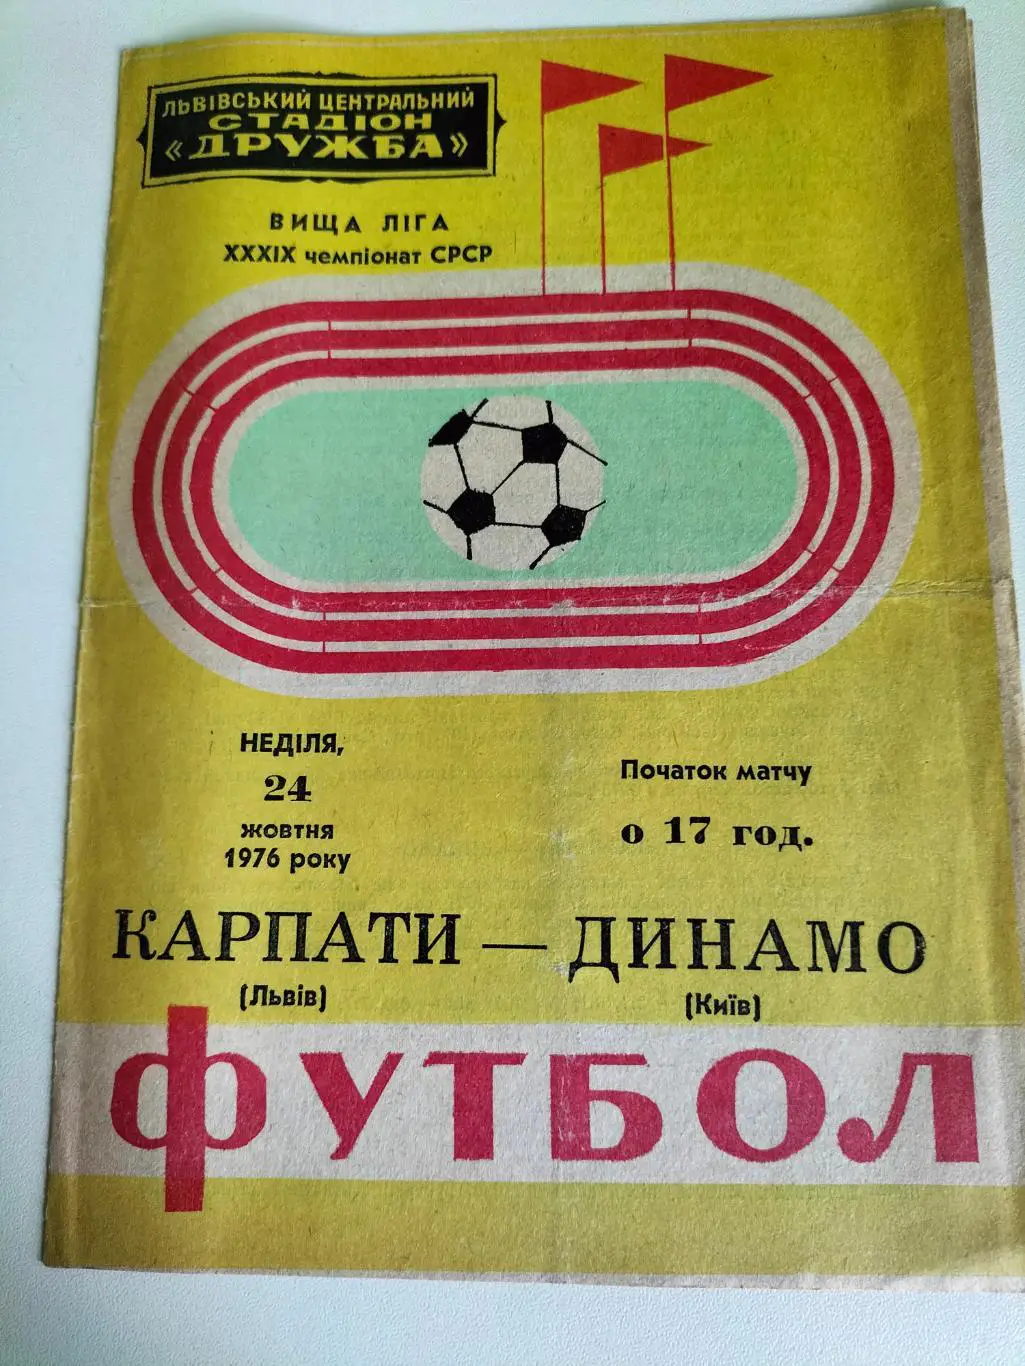 ЛЬВІВСЬКИЙ ЦЕНТРАЛЬНИЙ
СТАДІОН
«ДРУЖБА»
ВИЩА ЛІГА
XXXIX чемпіонат СРСР
НЕДІЛЯ,
24
жовтня
1976 року
Початок матчу
о 17 год.
КАРПАТИ — ДИНАМО
(Львів) (Київ)
ФУТБОЛ